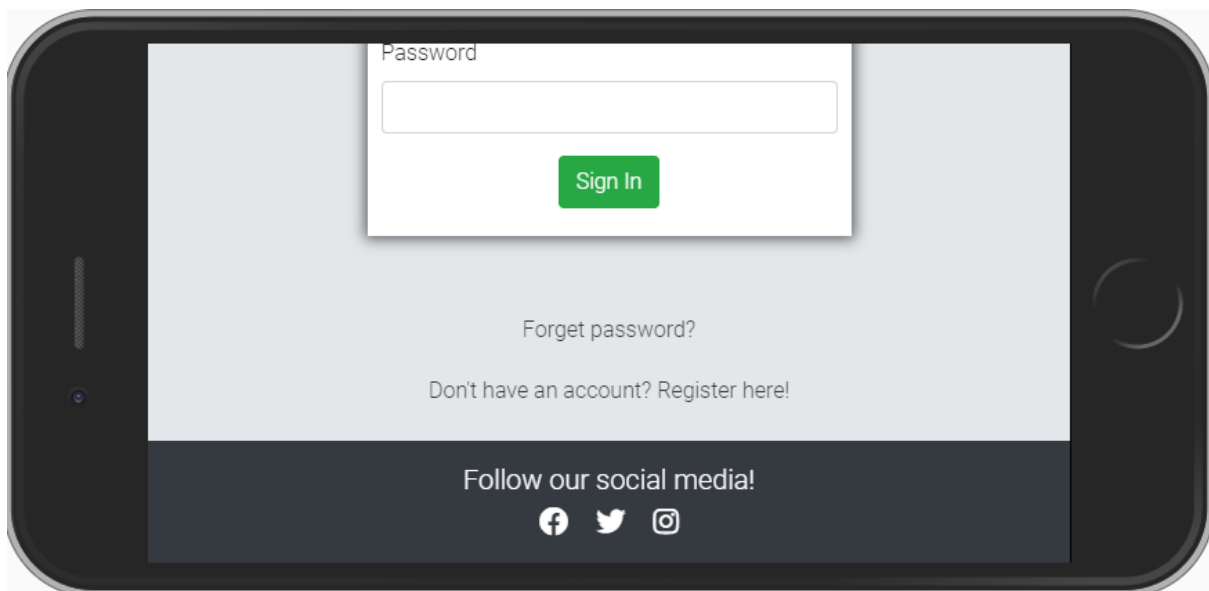 Password
Sign In
Forget password?
Don't have an account? Register here!
Follow our social media!